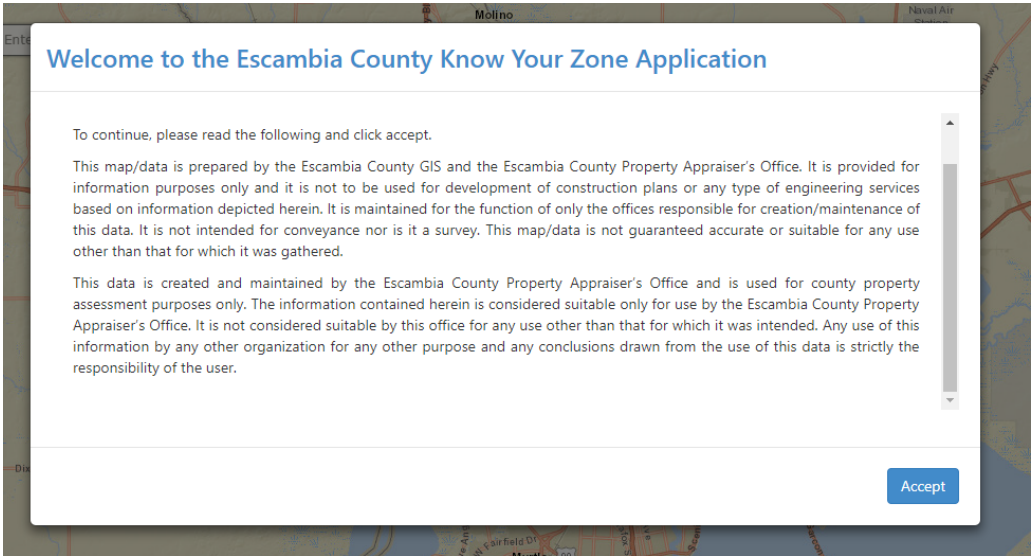 Molino
Naval Air
Station
Ente
Welcome to the Escambia County Know Your Zone Application
To continue, please read the following and click accept.
This map/data is prepared by the Escambia County GIS and the Escambia County Property Appraiser's Office. It is provided for
information purposes only and it is not to be used for development of construction plans or any type of engineering services
based on information depicted herein. It is maintained for the function of only the offices responsible for creation/maintenance of
this data. It is not intended for conveyance nor is it a survey. This map/data is not guaranteed accurate or suitable for any use
other than that for which it was gathered.
This data is created and maintained by the Escambia County Property Appraiser's Office and is used for county property
assessment purposes only. The information contained herein is considered suitable only for use by the Escambia County Property
Appraiser's Office. It is not considered suitable by this office for any use other than that for which it was intended. Any use of this
information by any other organization for any other purpose and any conclusions drawn from the use of this data is strictly the
responsibility of the user.
Dix
Accept
Fairfield Dr